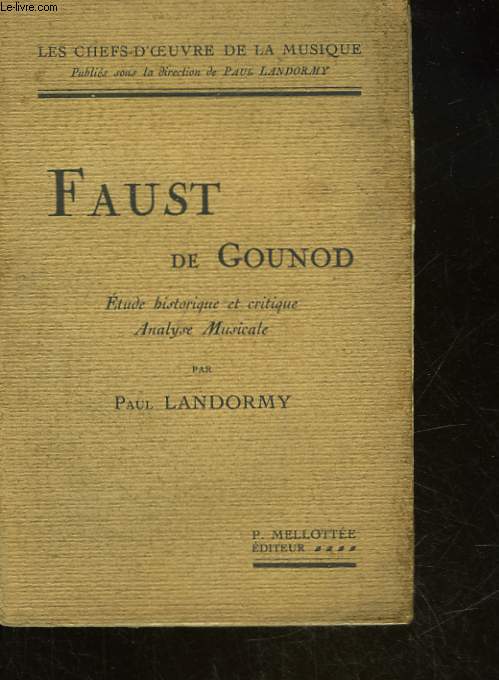 Le-livre.com
LES CHEFS-D'ŒUVRE DE LA MUSIQUE
Publiés sous la direction de PAUL LANDORMY
FAUST
DE GOUNOD
Étude historique et critique
Analyse Musicale
PAR
PAUL LANDORMY
P. MELLOTTÉE
ÉDITEUR